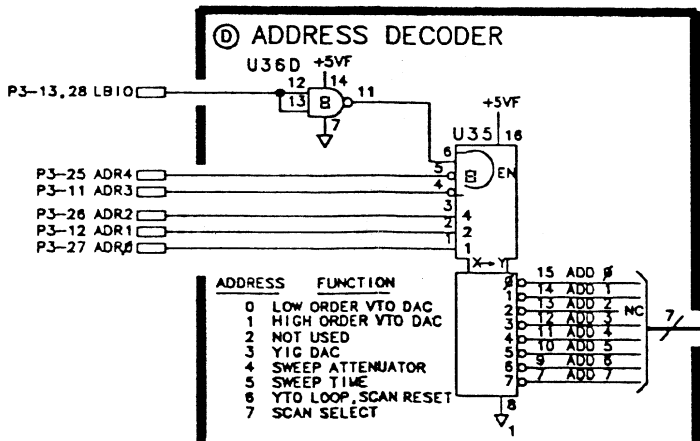 D ADDRESS DECODER
U36D +5VF
12 14
13 & 11
7
P3-13,28 LBIO
+5VF
U35 16
6
P3-25 ADR4 5 & EN
P3-11 ADR3 4
P3-26 ADR2 3 4
P3-12 ADR1 2 2
P3-27 ADR0 1 1
X→Y
ADDRESS FUNCTION
0 LOW ORDER YTO DAC
1 HIGH ORDER YTO DAC
2 NOT USED
3 YIG DAC
4 SWEEP ATTENUATOR
5 SWEEP TIME
6 YTO LOOP, SCAN RESET
7 SCAN SELECT
0 15 ADD 0
1 14 ADD 1
2 13 ADD 2 NC
3 12 ADD 3
4 11 ADD 4
5 10 ADD 5
6 9 ADD 6
7 7 ADD 7
7
8
1